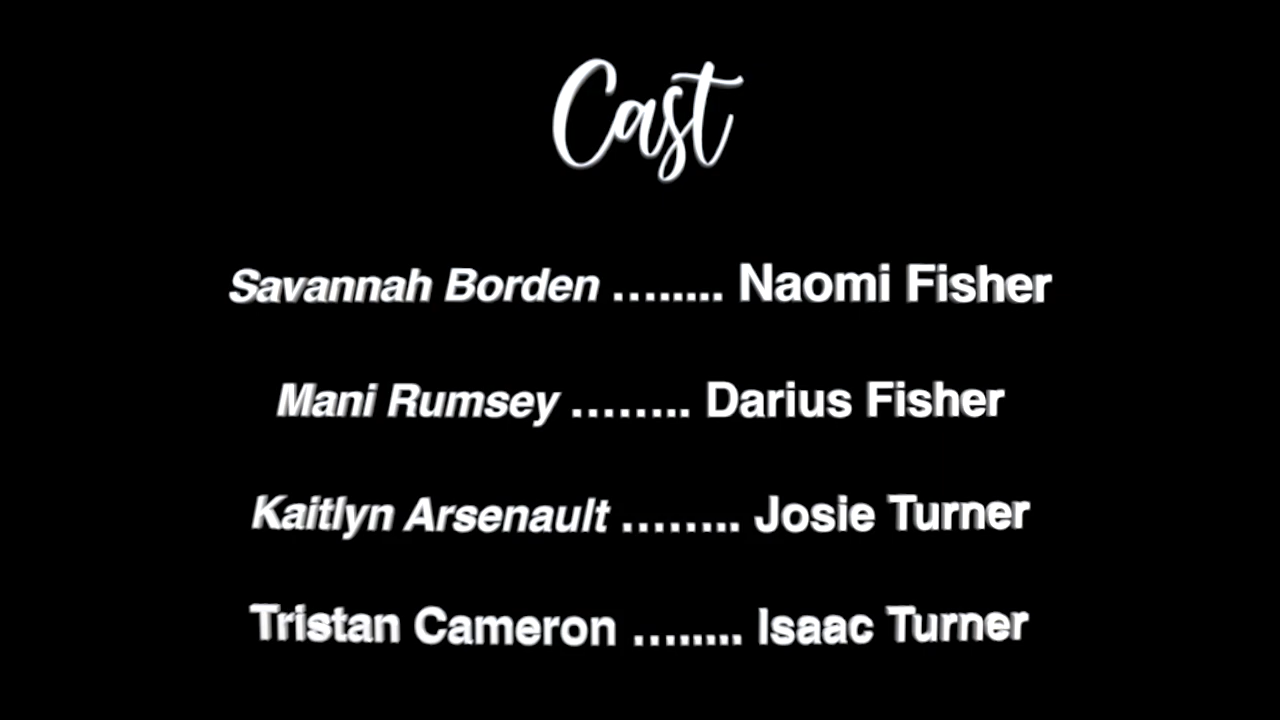 Cast
Savannah Borden …..... Naomi Fisher
Mani Rumsey …….. Darius Fisher
Kaitlyn Arsenault …….. Josie Turner
Tristan Cameron …..... Isaac Turner